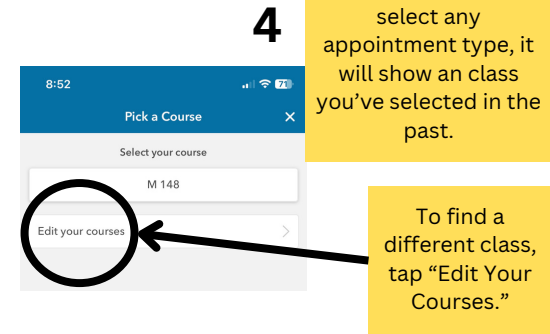 4
select any
appointment type, it
will show an class
you’ve selected in the
past.
8:52
71
Pick a Course
Select your course
M 148
Edit your courses
To find a
different class,
tap “Edit Your
Courses.”